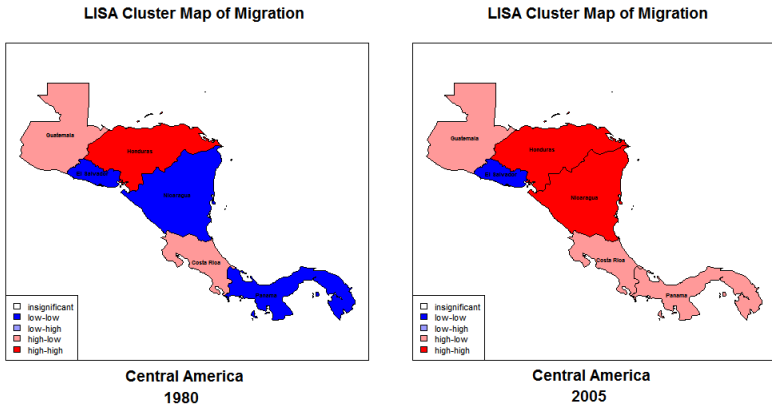 LISA Cluster Map of Migration
Guatemala
Honduras
El Salvador
Nicaragua
Costa Rica
Panama
insignificant
low-low
low-high
high-low
high-high
Central America
1980
LISA Cluster Map of Migration
Guatemala
Honduras
El Salvador
Nicaragua
Costa Rica
Panama
insignificant
low-low
low-high
high-low
high-high
Central America
2005